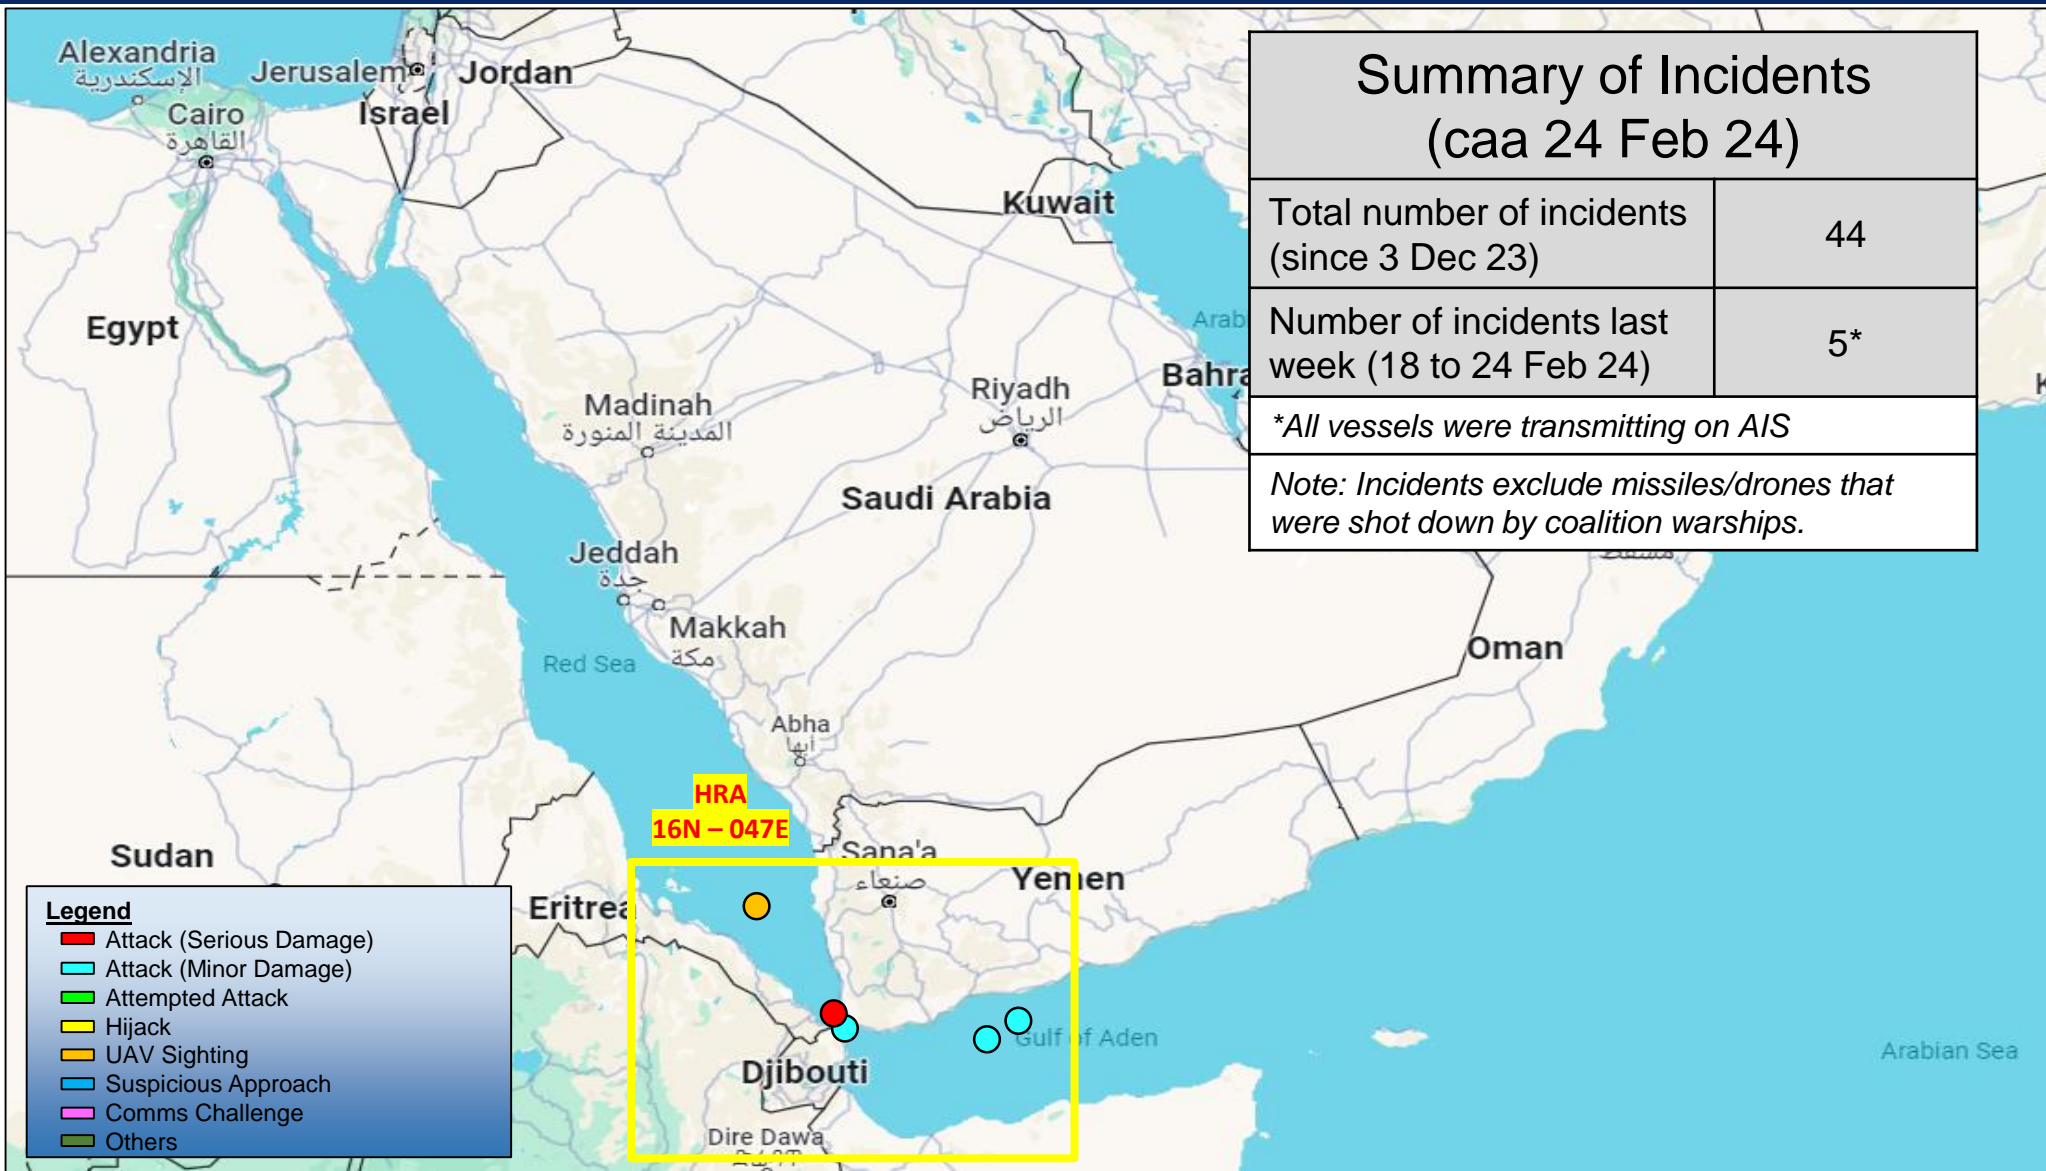 Summary of Incidents
(caa 24 Feb 24)
Total number of incidents
(since 3 Dec 23)
44
Number of incidents last
week (18 to 24 Feb 24)
5*
*All vessels were transmitting on AIS
Note: Incidents exclude missiles/drones that
were shot down by coalition warships.
Alexandria
الإسكندرية
Cairo
القاهرة
Jerusalem
Israel
Jordan
Kuwait
Egypt
Arab
Bahra
Riyadh
الرياض
Madinah
المدينة المنورة
Saudi Arabia
Jeddah
جدة
Makkah
مكة
Red Sea
Oman
Abha
أبها
HRA
16N – 047E
Sudan
Sana'a
صنعاء
Yemen
Eritrea
Gulf of Aden
Arabian Sea
Djibouti
Dire Dawa
Legend
Attack (Serious Damage)
Attack (Minor Damage)
Attempted Attack
Hijack
UAV Sighting
Suspicious Approach
Comms Challenge
Others